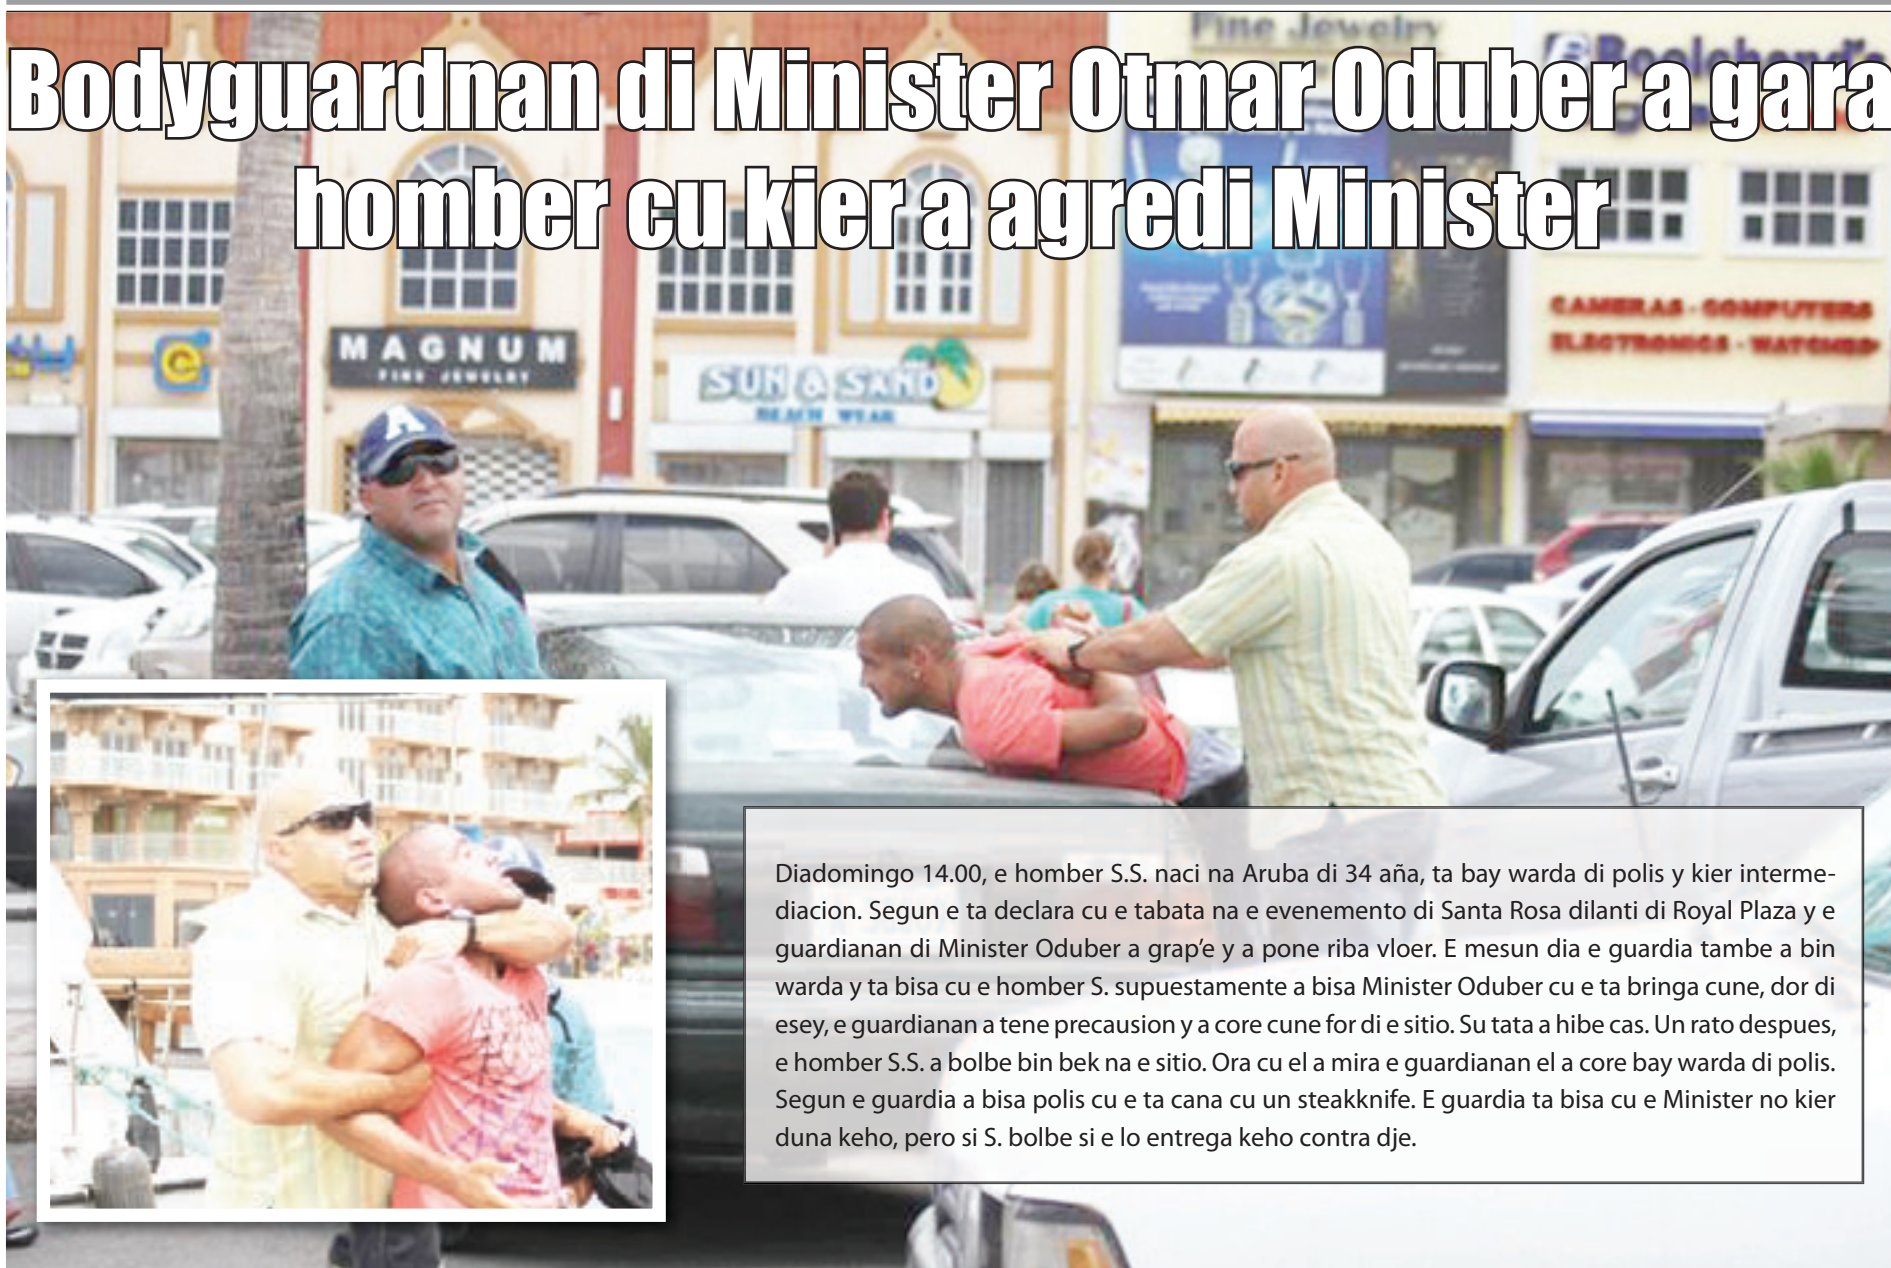 Bodyguardnan di Minister Otmar Oduber a gara
homber cu kier a agredi Minister
Fine Jewelry
Boolchand's
MAGNUM
FINE JEWELRY
SUN & SAND
BEACH WEAR
CAMERAS - COMPUTERS
ELECTRONICS - WATCHES
Diadomingo 14.00, e homber S.S. naci na Aruba di 34 aña, ta bay warda di polis y kier interme-
diacion. Segun e ta declara cu e tabata na e evenemento di Santa Rosa dilanti di Royal Plaza y e
guardianan di Minister Oduber a grap'e y a pone riba vloer. E mesun dia e guardia tambe a bin
warda y ta bisa cu e homber S. supuestamente a bisa Minister Oduber cu e ta bringa cune, dor di
esey, e guardianan a tene precausion y a core cune for di e sitio. Su tata a hibe cas. Un rato despues,
e homber S.S. a bolbe bin bek na e sitio. Ora cu el a mira e guardianan el a core bay warda di polis.
Segun e guardia a bisa polis cu e ta cana cu un steakknife. E guardia ta bisa cu e Minister no kier
duna keho, pero si S. bolbe si e lo entrega keho contra dje.